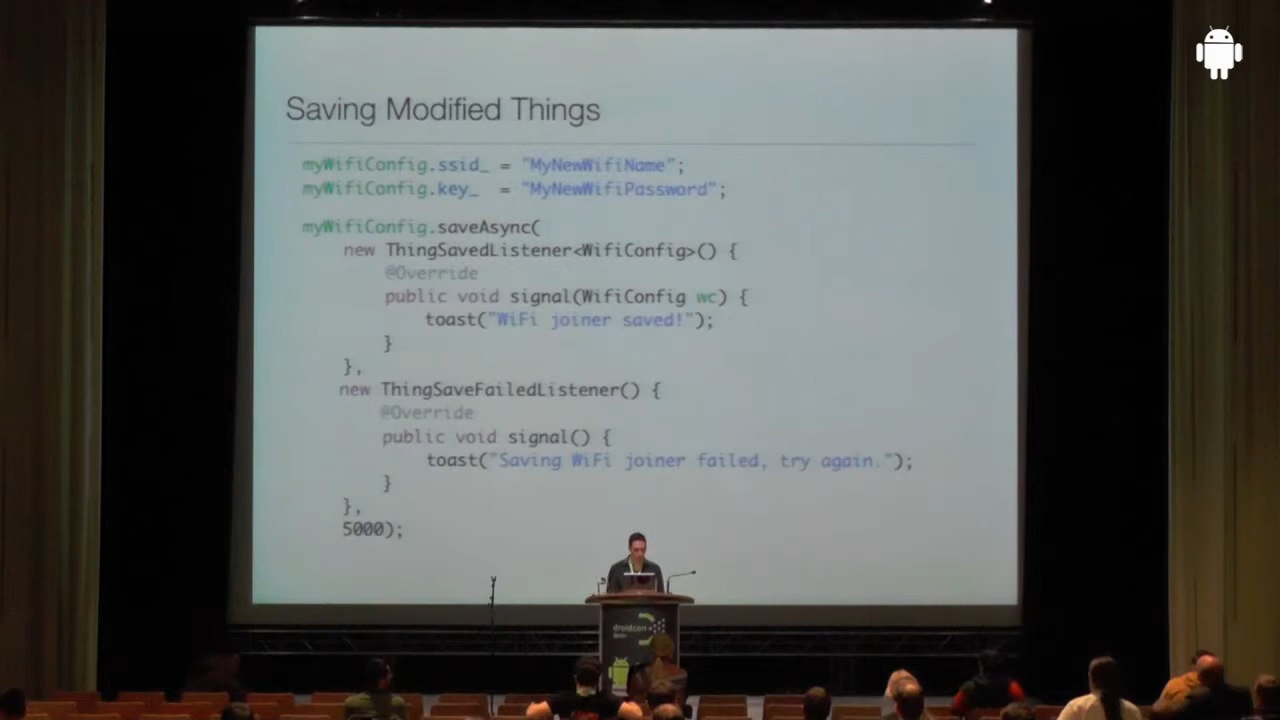 Saving Modified Things
myWifiConfig.ssid_ = "MyNewWifiName";
myWifiConfig.key_ = "MyNewWifiPassword";
myWifiConfig.saveAsync(
new ThingSavedListener<WifiConfig>() {
@Override
public void signal(WifiConfig wc) {
toast("WiFi joiner saved!");
}
},
new ThingSaveFailedListener() {
@Override
public void signal() {
toast("Saving WiFi joiner failed, try again.");
}
},
5000);
droidcon